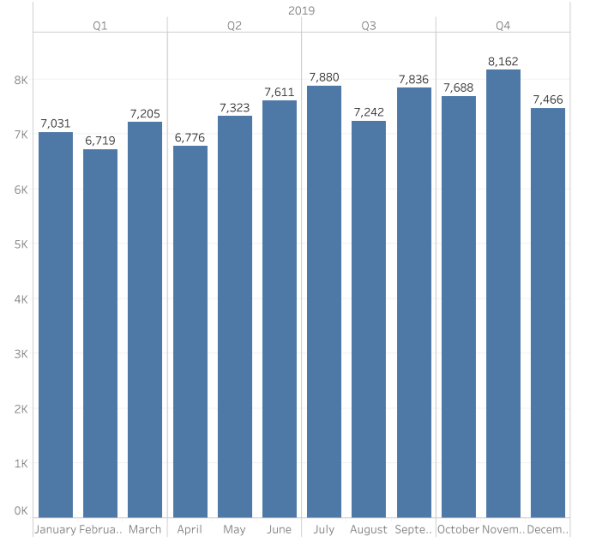 2019
Q1 Q2 Q3 Q4
8,162
7,880 7,836
8K
7,611 7,688
7,466
7,323
7,205 7,242
7,031
7K
6,719 6,776
6K
5K
4K
3K
2K
1K
0K
January Februa.. March April May June July August Septe.. October Novem.. Decem..